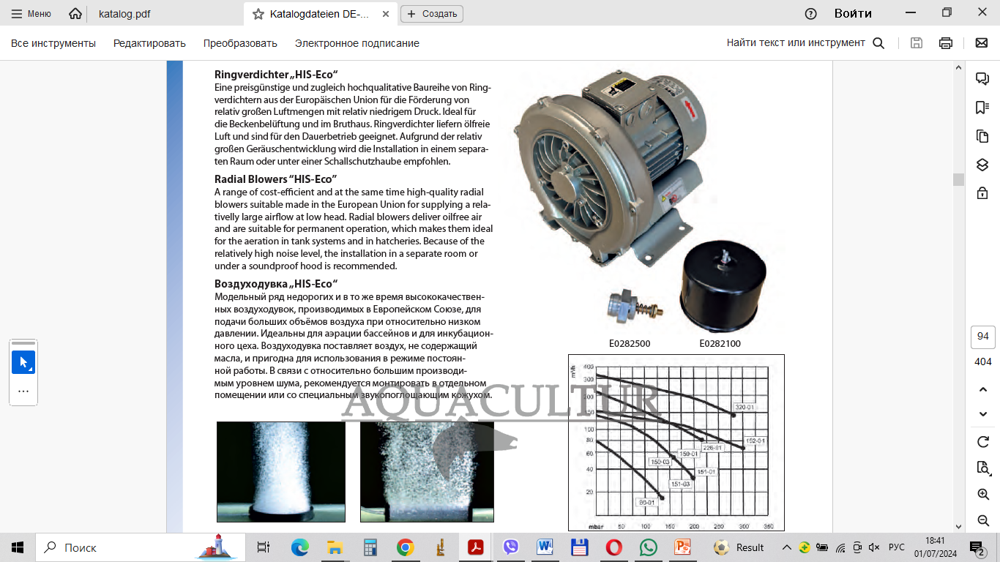 Меню
katalog.pdf
Katalogdateien DE-...
Создать
Войти
Все инструменты
Редактировать
Преобразовать
Электронное подписание
Найти текст или инструмент
Ringverdichter „HIS-Eco“
Eine preisgünstige und zugleich hochqualitative Baureihe von Ring-
verdichtern aus der Europäischen Union für die Förderung von
relativ großen Luftmengen mit relativ niedrigem Druck. Ideal für
die Beckenbelüftung und im Bruthaus. Ringverdichter liefern ölfreie
Luft und sind für den Dauerbetrieb geeignet. Aufgrund der relativ
großen Geräuschentwicklung wird die Installation in einem separa-
ten Raum oder unter einer Schallschutzhaube empfohlen.
Radial Blowers “HIS-Eco”
A range of cost-efficient and at the same time high-quality radial
blowers suitable made in the European Union for supplying a rela-
tivelly large airflow at low head. Radial blowers deliver oilfree air
and are suitable for permanent operation, which makes them ideal
for the aeration in tank systems and in hatcheries. Because of the
relatively high noise level, the installation in a separate room or
under a soundproof hood is recommended.
Воздуходувка „HIS-Eco“
Модельный ряд недорогих и в то же время высококачествен-
ных воздуходувок, производимых в Европейском Союзе, для
подачи больших объёмов воздуха при относительно низком
давлении. Идеальны для аэрации бассейнов и для инкубацион-
ного цеха. Воздуходувка поставляет воздух, не содержащий
масла, и пригодна для использования в режиме постоян-
ной работы. В связи с относительно большим производи-
мым уровнем шума, рекомендуется монтировать в отдельном
помещении или со специальным звукопоглощающим кожухом.
AQUACULTUR
E0282500
E0282100
m³/h
400
300
200
150
100
80
60
40
20
320-01
152-01
226-01
150-01
150-03
151-01
151-03
80-01
mbar 50 100 150 200 250 300 350
94
404
Поиск
Result
РУС
18:41
01/07/2024
2